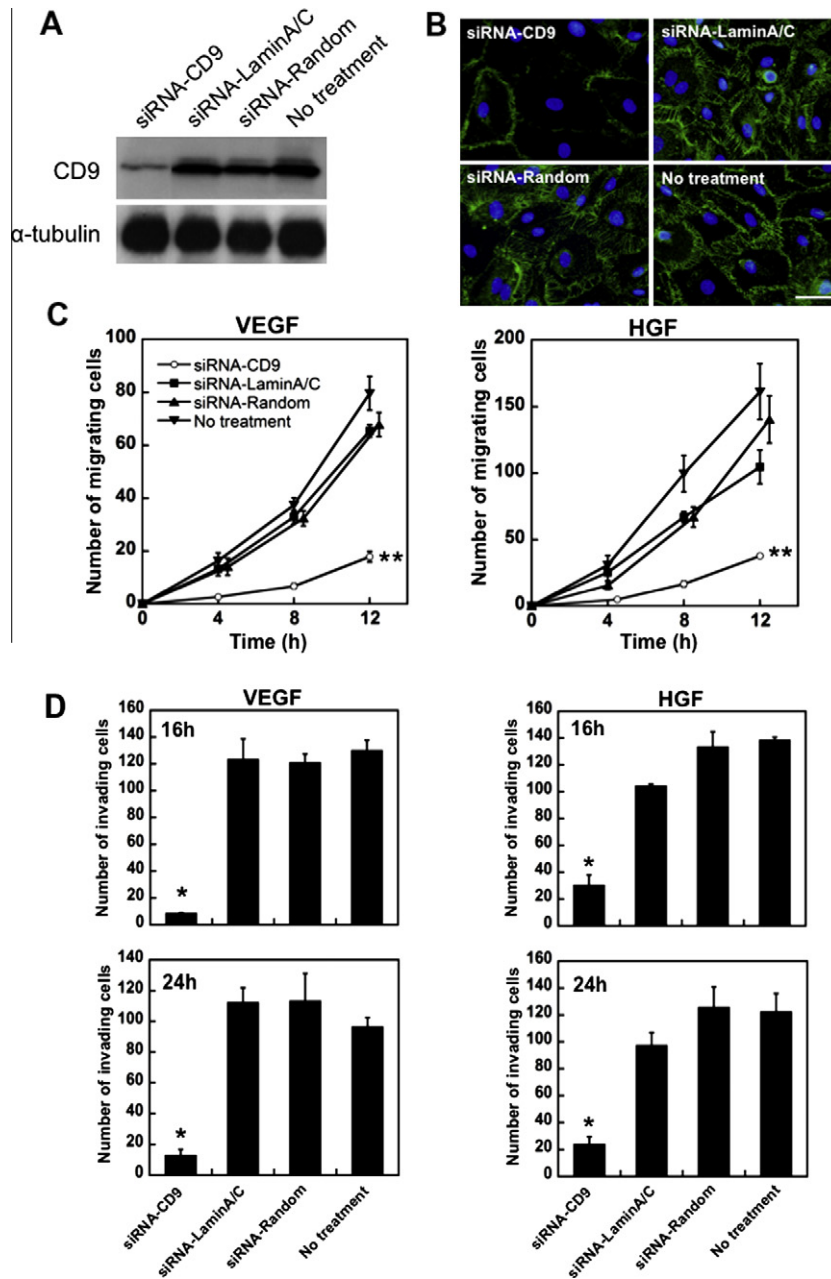 A
siRNA-CD9
siRNA-LaminA/C
siRNA-Random
No treatment
CD9
α-tubulin
B
siRNA-CD9
siRNA-LaminA/C
siRNA-Random
No treatment
C
VEGF
Number of migrating cells
100
80
60
40
20
0
siRNA-CD9
siRNA-LaminA/C
siRNA-Random
No treatment
**
0
4
8
12
Time (h)
HGF
Number of migrating cells
200
150
100
50
0
**
0
4
8
12
Time (h)
D
VEGF
Number of invading cells
160
140
120
100
80
60
40
20
0
16h
*
HGF
Number of invading cells
160
140
120
100
80
60
40
20
0
16h
*
Number of invading cells
140
120
100
80
60
40
20
0
24h
*
siRNA-CD9
siRNA-LaminA/C
siRNA-Random
No treatment
Number of invading cells
160
140
120
100
80
60
40
20
0
24h
*
siRNA-CD9
siRNA-LaminA/C
siRNA-Random
No treatment